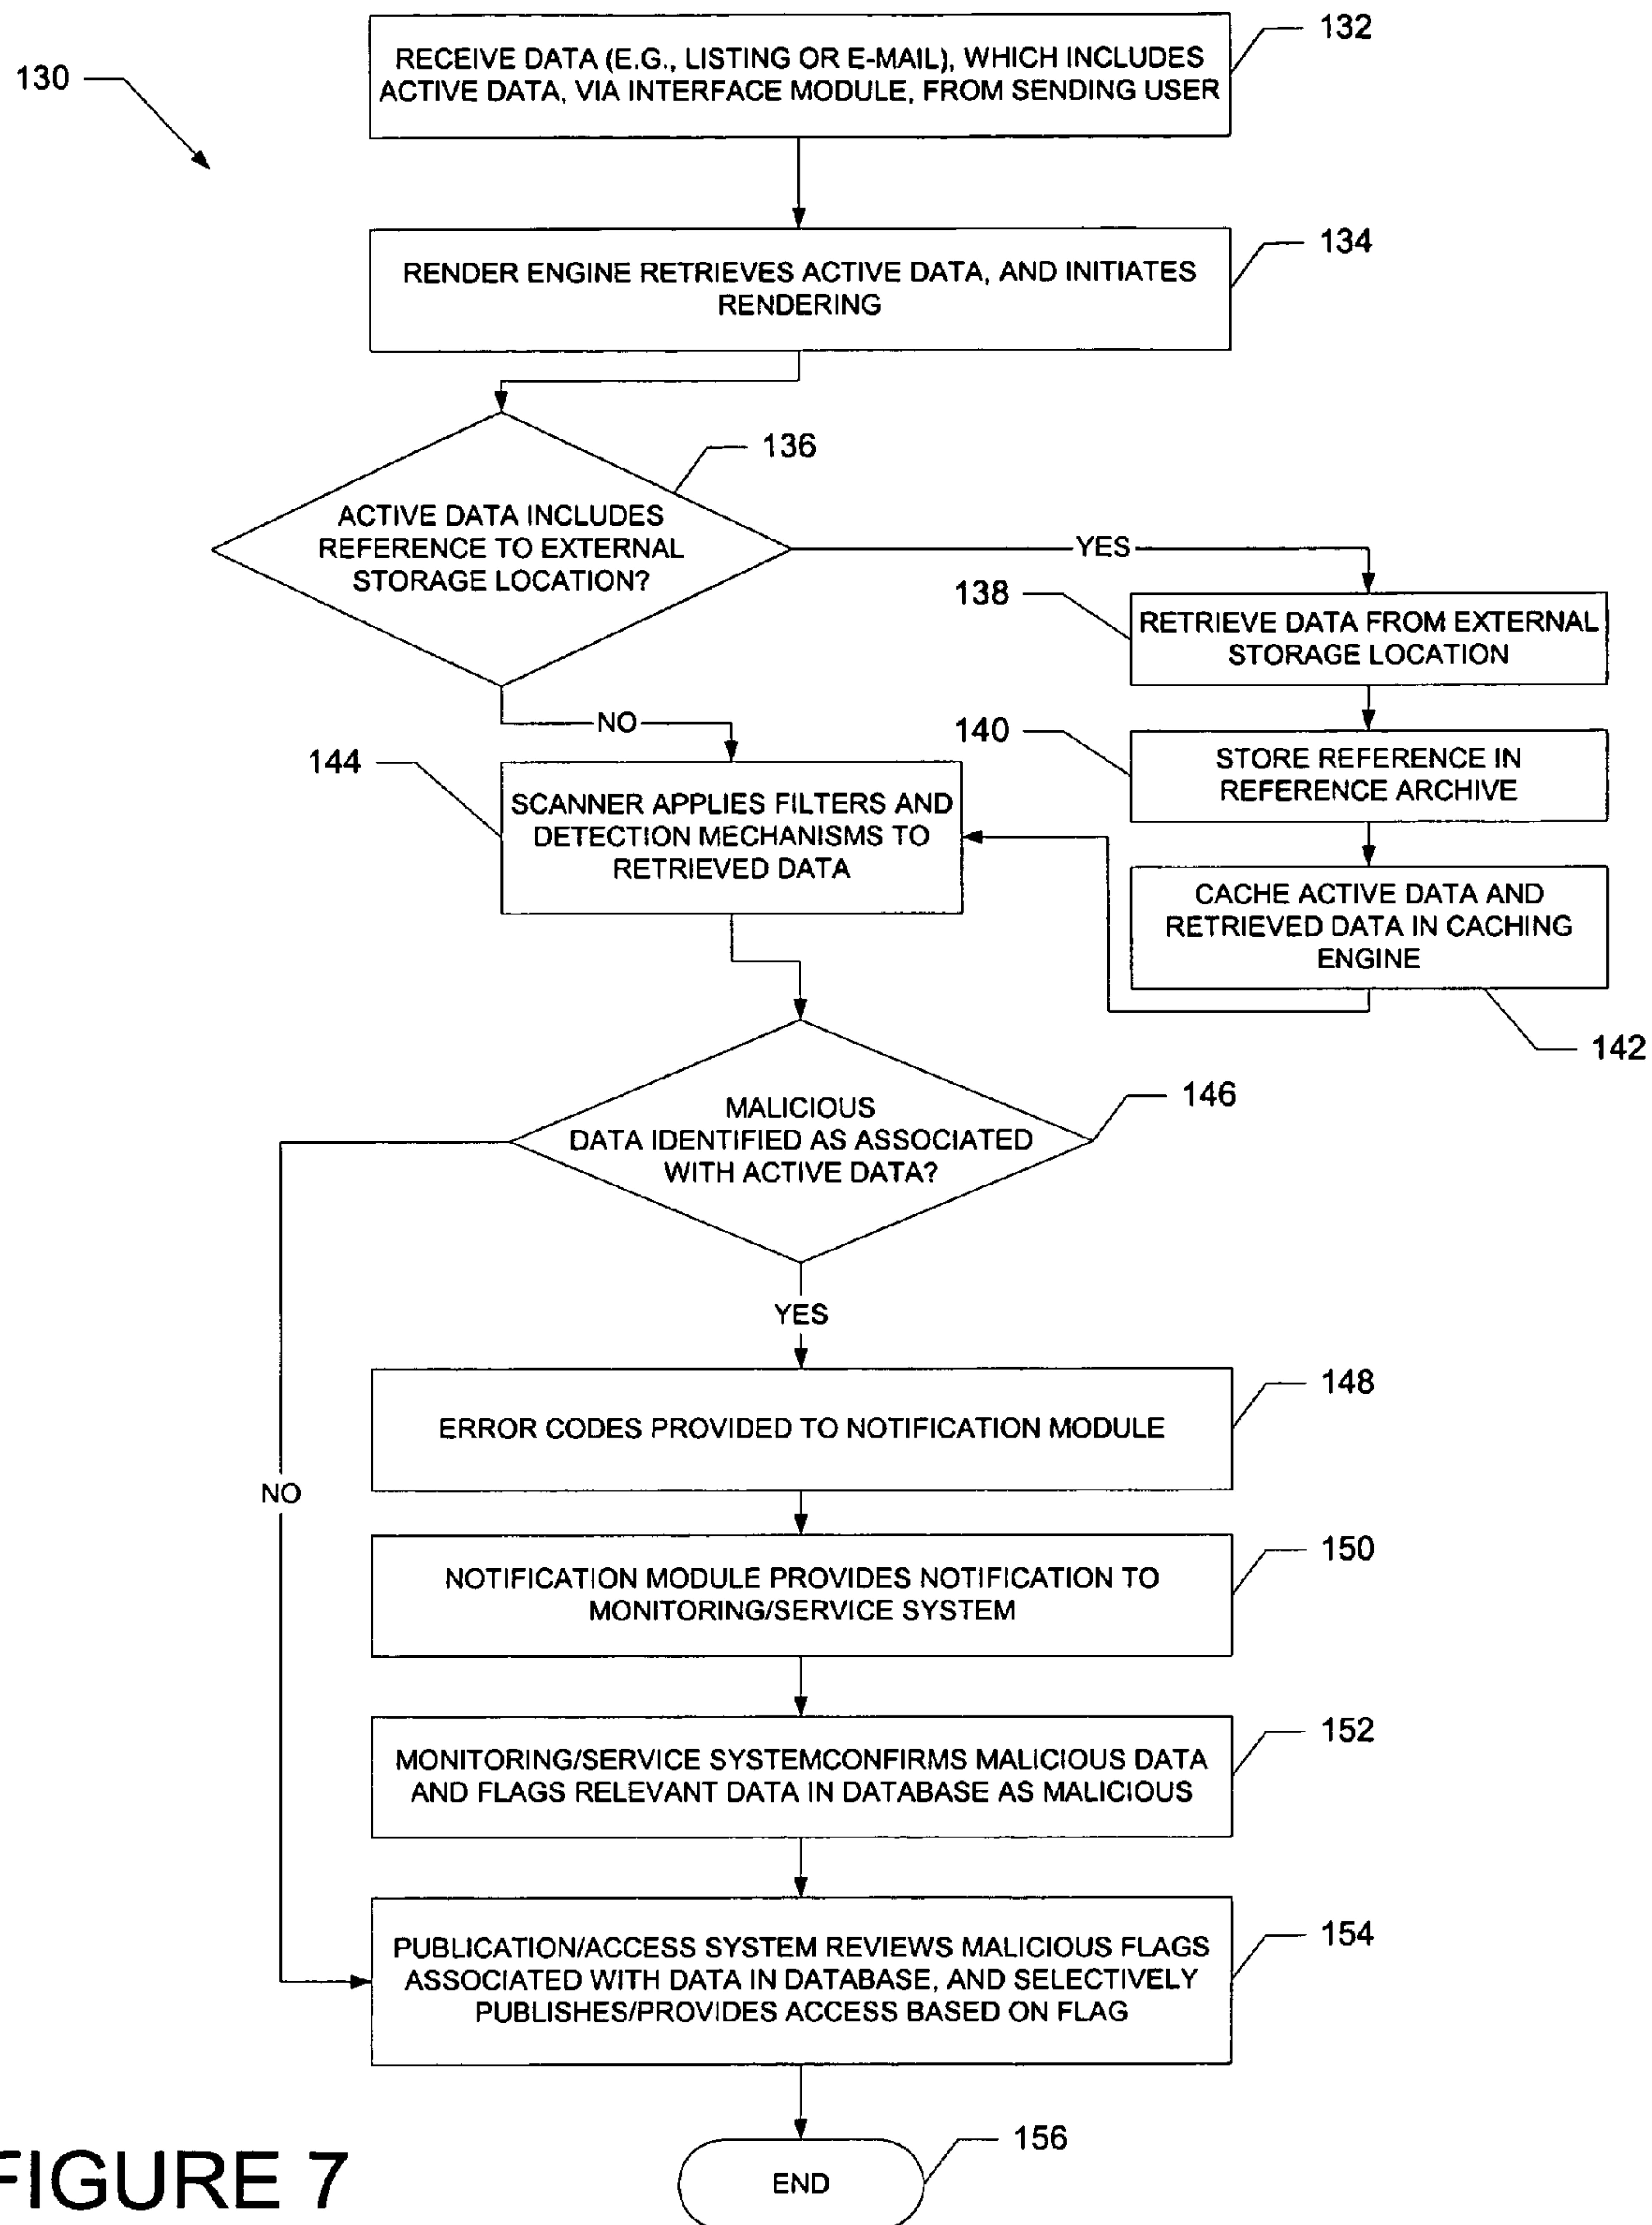 130
132
RECEIVE DATA (E.G., LISTING OR E-MAIL), WHICH INCLUDES
ACTIVE DATA, VIA INTERFACE MODULE, FROM SENDING USER
134
RENDER ENGINE RETRIEVES ACTIVE DATA, AND INITIATES
RENDERING
136
ACTIVE DATA INCLUDES
REFERENCE TO EXTERNAL
STORAGE LOCATION?
YES
138
RETRIEVE DATA FROM EXTERNAL
STORAGE LOCATION
140
STORE REFERENCE IN
REFERENCE ARCHIVE
CACHE ACTIVE DATA AND
RETRIEVED DATA IN CACHING
ENGINE
142
NO
144
SCANNER APPLIES FILTERS AND
DETECTION MECHANISMS TO
RETRIEVED DATA
146
MALICIOUS
DATA IDENTIFIED AS ASSOCIATED
WITH ACTIVE DATA?
YES
NO
148
ERROR CODES PROVIDED TO NOTIFICATION MODULE
150
NOTIFICATION MODULE PROVIDES NOTIFICATION TO
MONITORING/SERVICE SYSTEM
152
MONITORING/SERVICE SYSTEMCONFIRMS MALICIOUS DATA
AND FLAGS RELEVANT DATA IN DATABASE AS MALICIOUS
154
PUBLICATION/ACCESS SYSTEM REVIEWS MALICIOUS FLAGS
ASSOCIATED WITH DATA IN DATABASE, AND SELECTIVELY
PUBLISHES/PROVIDES ACCESS BASED ON FLAG
156
END
FIGURE 7